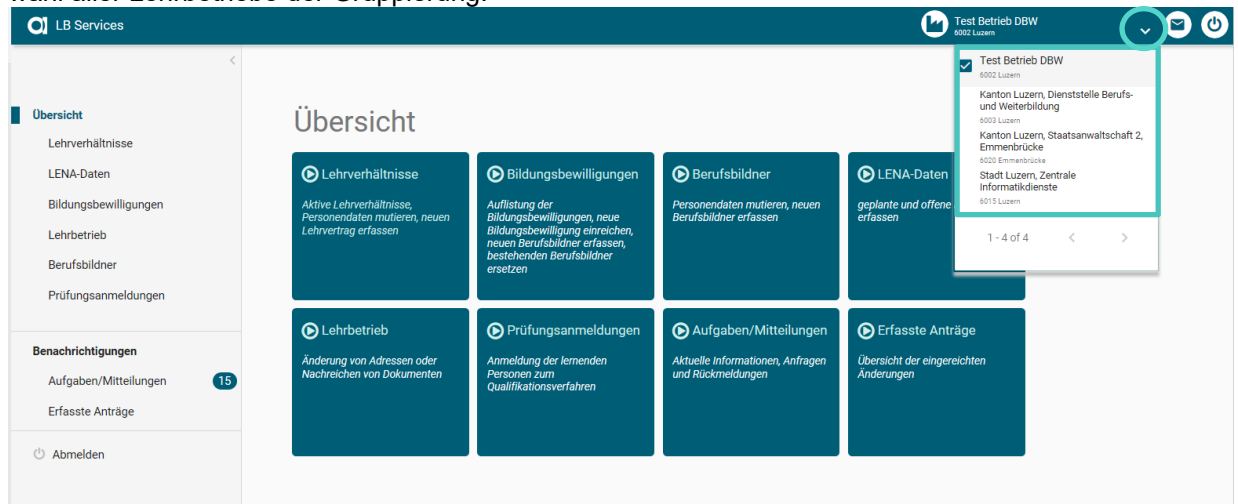 wahl aller Lehrbetriebe der Gruppierung.
LB Services
Test Betrieb DBW
6002 Luzern
Test Betrieb DBW
6002 Luzern
Kanton Luzern, Dienststelle Berufs-
und Weiterbildung
6003 Luzern
Kanton Luzern, Staatsanwaltschaft 2,
Emmenbrücke
6020 Emmenbrücke
Stadt Luzern, Zentrale
Informatikdienste
6015 Luzern
1 - 4 of 4
Übersicht
Lehrverhältnisse
LENA-Daten
Bildungsbewilligungen
Lehrbetrieb
Berufsbildner
Prüfungsanmeldungen
Benachrichtigungen
Aufgaben/Mitteilungen 15
Erfasste Anträge
Abmelden
Übersicht
Lehrverhältnisse
Aktive Lehrverhältnisse,
Personendaten mutieren, neuen
Lehrvertrag erfassen
Bildungsbewilligungen
Auflistung der
Bildungsbewilligungen, neue
Bildungsbewilligung einreichen,
neuen Berufsbildner erfassen,
bestehenden Berufsbildner
ersetzen
Berufsbildner
Personendaten mutieren, neuen
Berufsbildner erfassen
LENA-Daten
geplante und offene
erfassen
Lehrbetrieb
Änderung von Adressen oder
Nachreichen von Dokumenten
Prüfungsanmeldungen
Anmeldung der lernenden
Personen zum
Qualifikationsverfahren
Aufgaben/Mitteilungen
Aktuelle Informationen, Anfragen
und Rückmeldungen
Erfasste Anträge
Übersicht der eingereichten
Änderungen